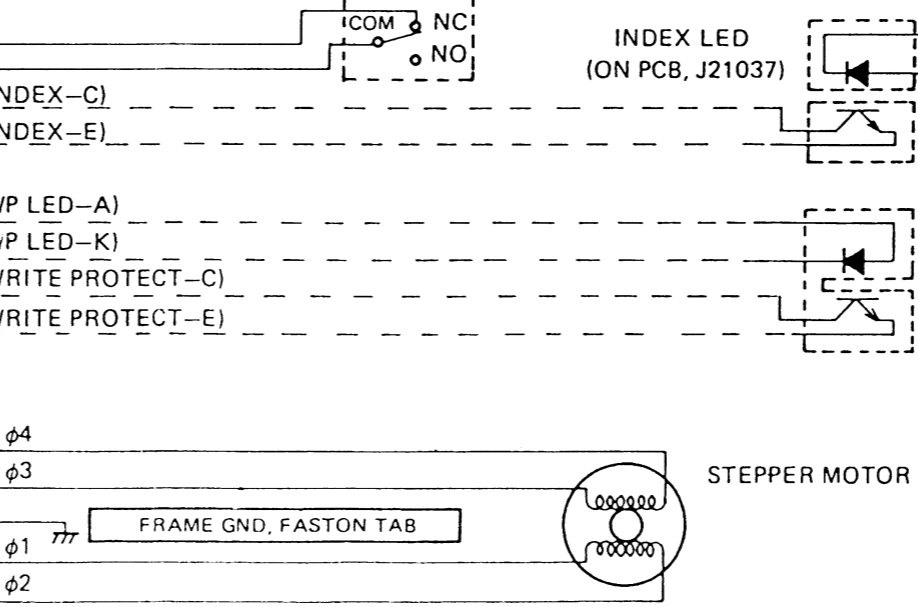 COM NC
NO
INDEX LED
(ON PCB, J21037)
NDEX–C)
NDEX–E)
P LED–A)
P LED–K)
RITE PROTECT–C)
RITE PROTECT–E)
φ4
φ3
STEPPER MOTOR
FRAME GND, FASTON TAB
φ1
φ2